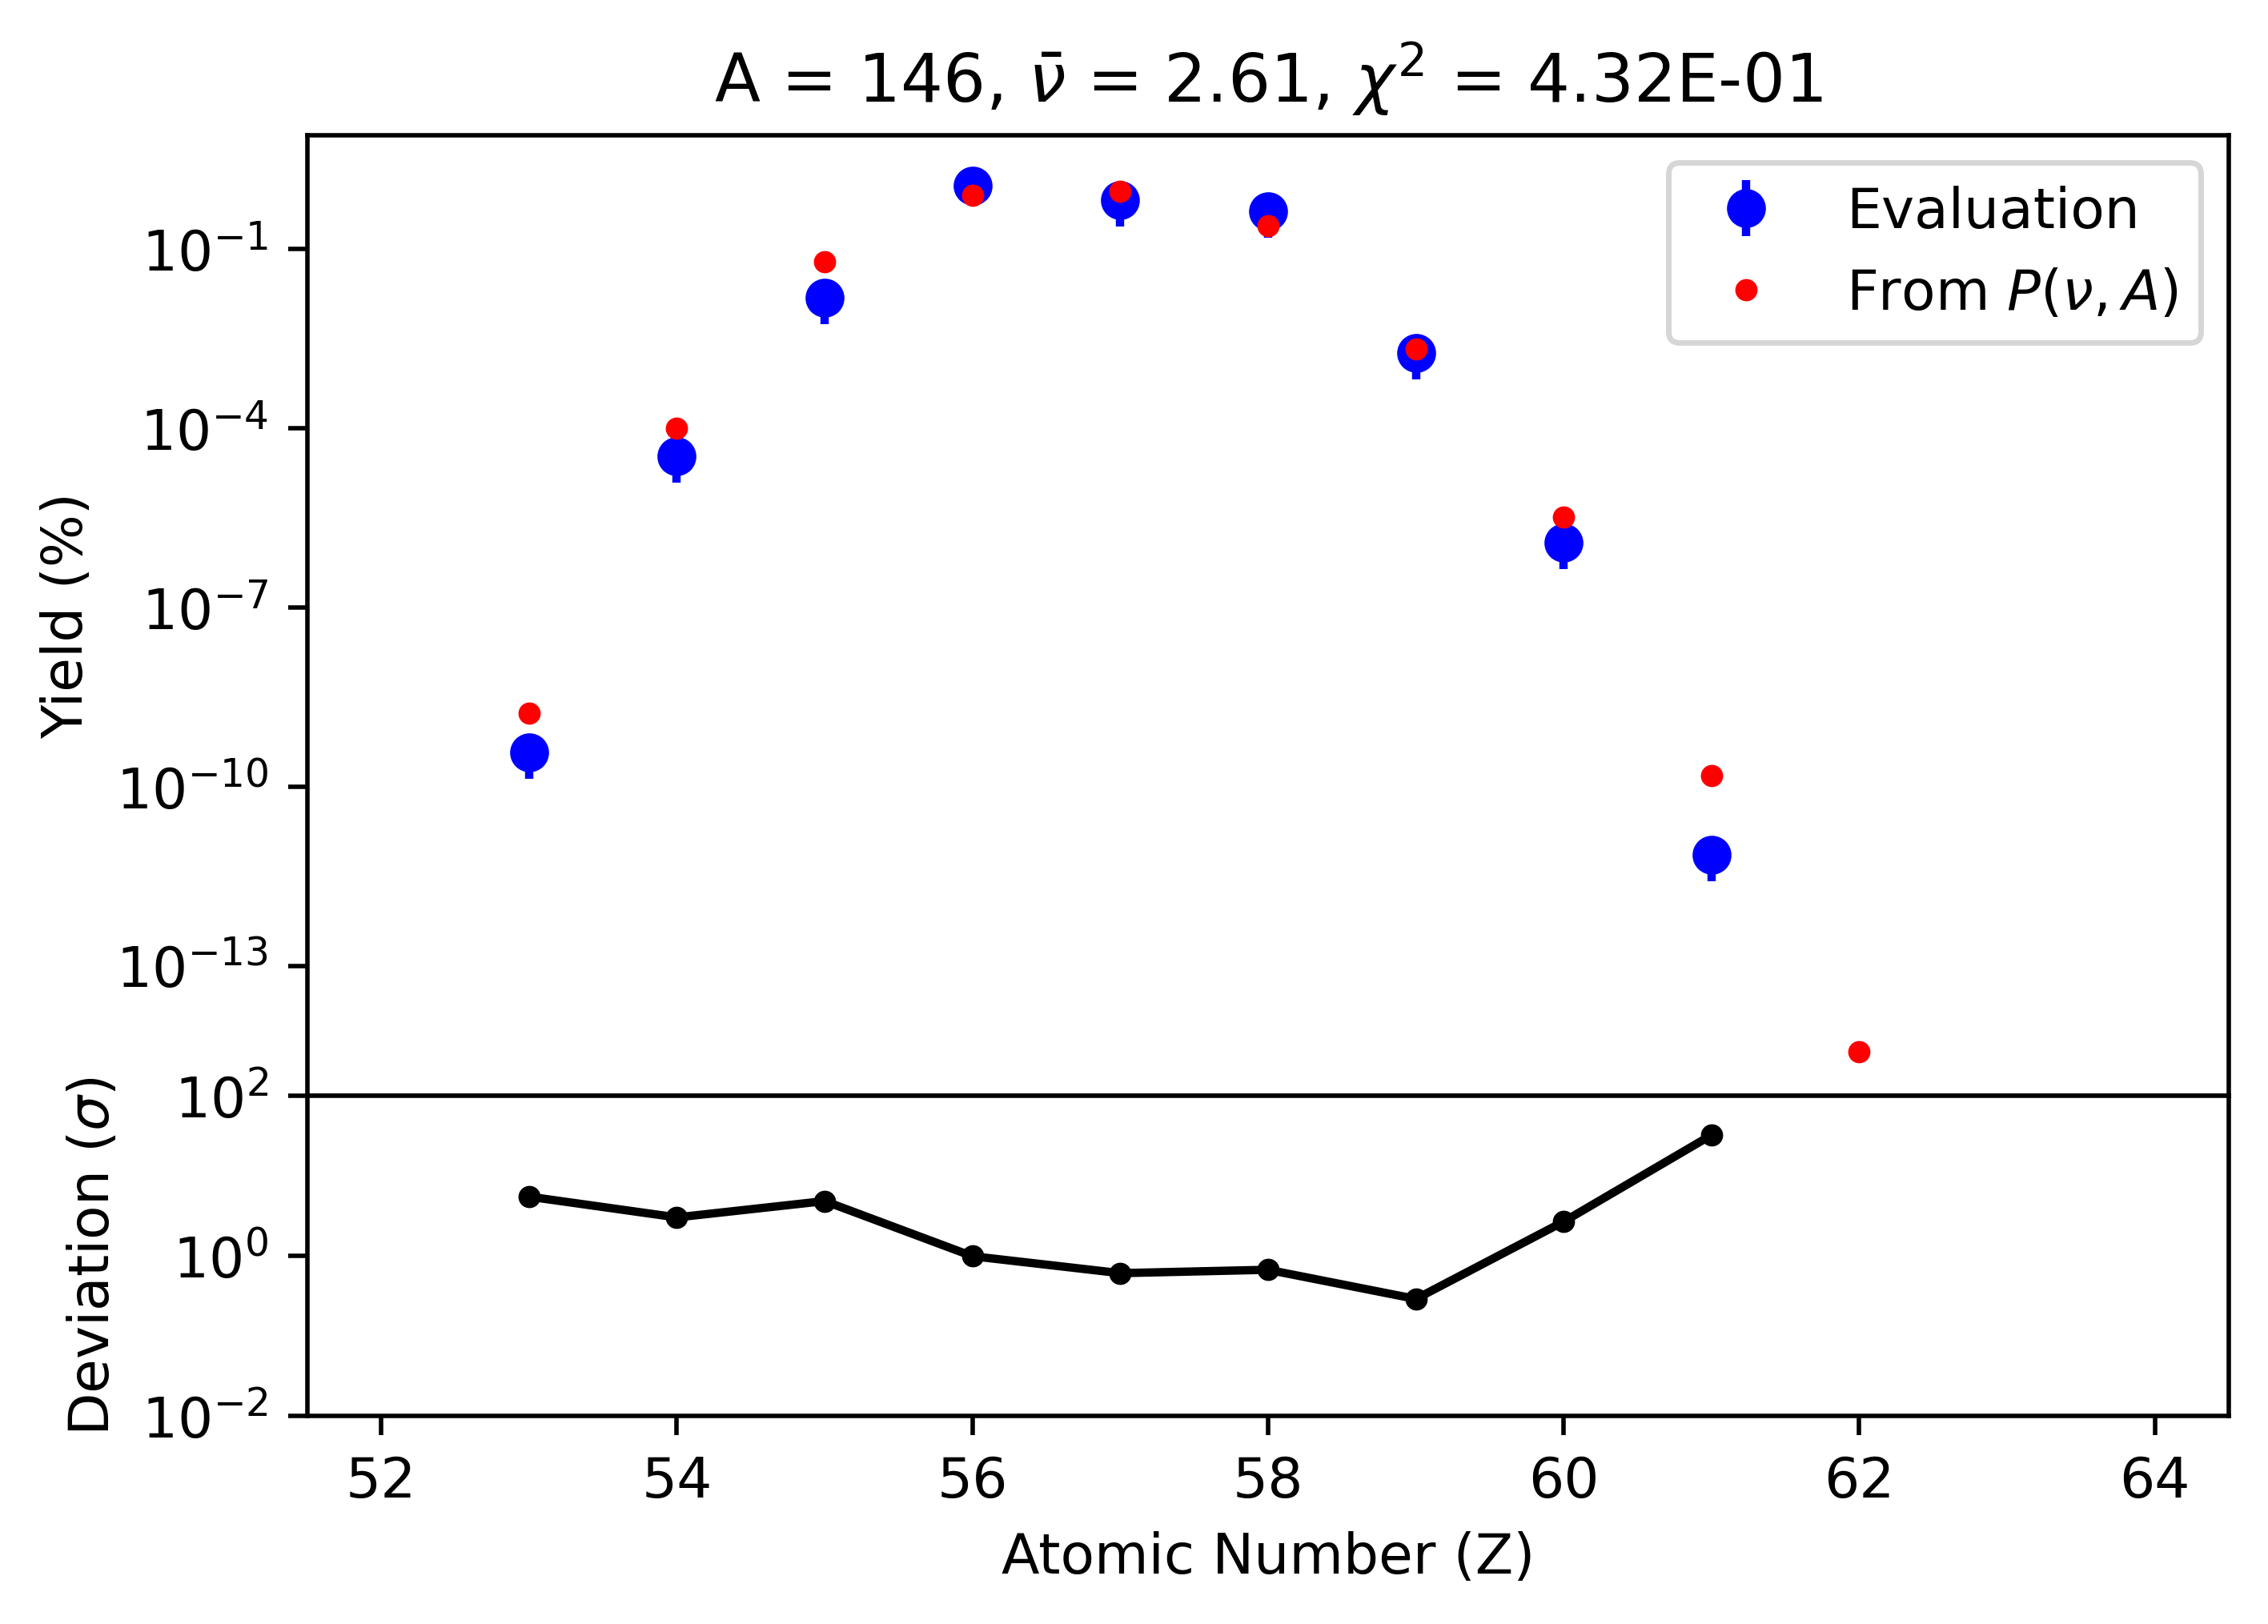 A = 146, ν̄ = 2.61, χ² = 4.32E-01
Evaluation
From P(ν, A)
Yield (%)
10⁻¹
10⁻⁴
10⁻⁷
10⁻¹⁰
10⁻¹³
Deviation (σ)
10²
10⁰
10⁻²
52 54 56 58 60 62 64
Atomic Number (Z)